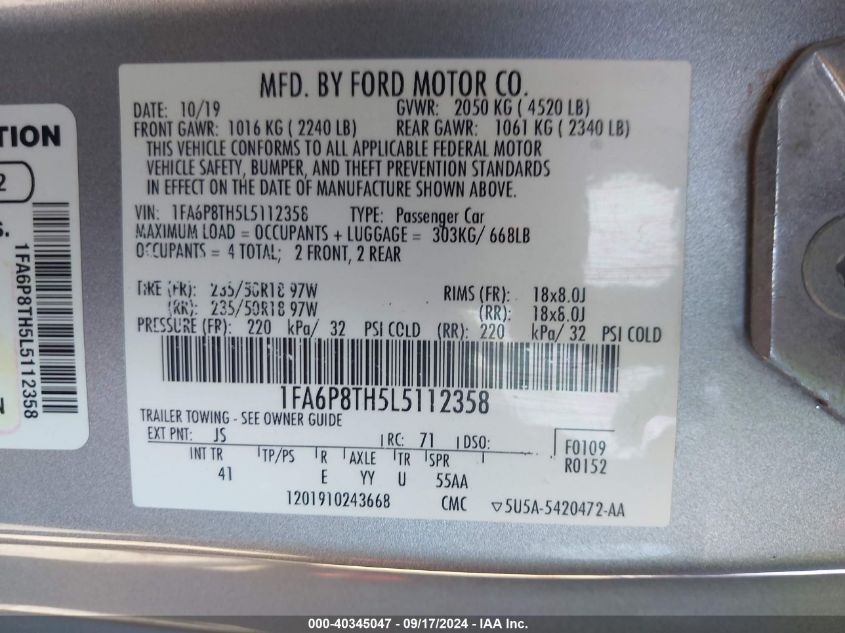 MFD. BY FORD MOTOR CO.
DATE: 10/19 GVWR: 2050 KG ( 4520 LB)
FRONT GAWR: 1016 KG ( 2240 LB) REAR GAWR: 1061 KG ( 2340 LB)
THIS VEHICLE CONFORMS TO ALL APPLICABLE FEDERAL MOTOR
VEHICLE SAFETY, BUMPER, AND THEFT PREVENTION STANDARDS
IN EFFECT ON THE DATE OF MANUFACTURE SHOWN ABOVE.
VIN: 1FA6P8TH5L5112358 TYPE: Passenger Car
MAXIMUM LOAD = OCCUPANTS + LUGGAGE = 303KG/ 668LB
OCCUPANTS = 4 TOTAL; 2 FRONT, 2 REAR
TIRE (FR): 235/50R18 97W RIMS (FR): 18x8.0J
(RR): 235/50R18 97W (RR): 18x8.0J
PRESSURE (FR): 220 kPa/ 32 PSI COLD (RR): 220 kPa/ 32 PSI COLD
1FA6P8TH5L5112358
TRAILER TOWING - SEE OWNER GUIDE
EXT PNT: JS RC: 71 DSO:
F0109
R0152
INT TR TP/PS R AXLE TR SPR
41 E YY U 55AA
1201910243668 CMC ▽5U5A-5420472-AA
TION
2
S.
1FA6P8TH5L5112358
N
000-40345047 - 09/17/2024 - IAA Inc.